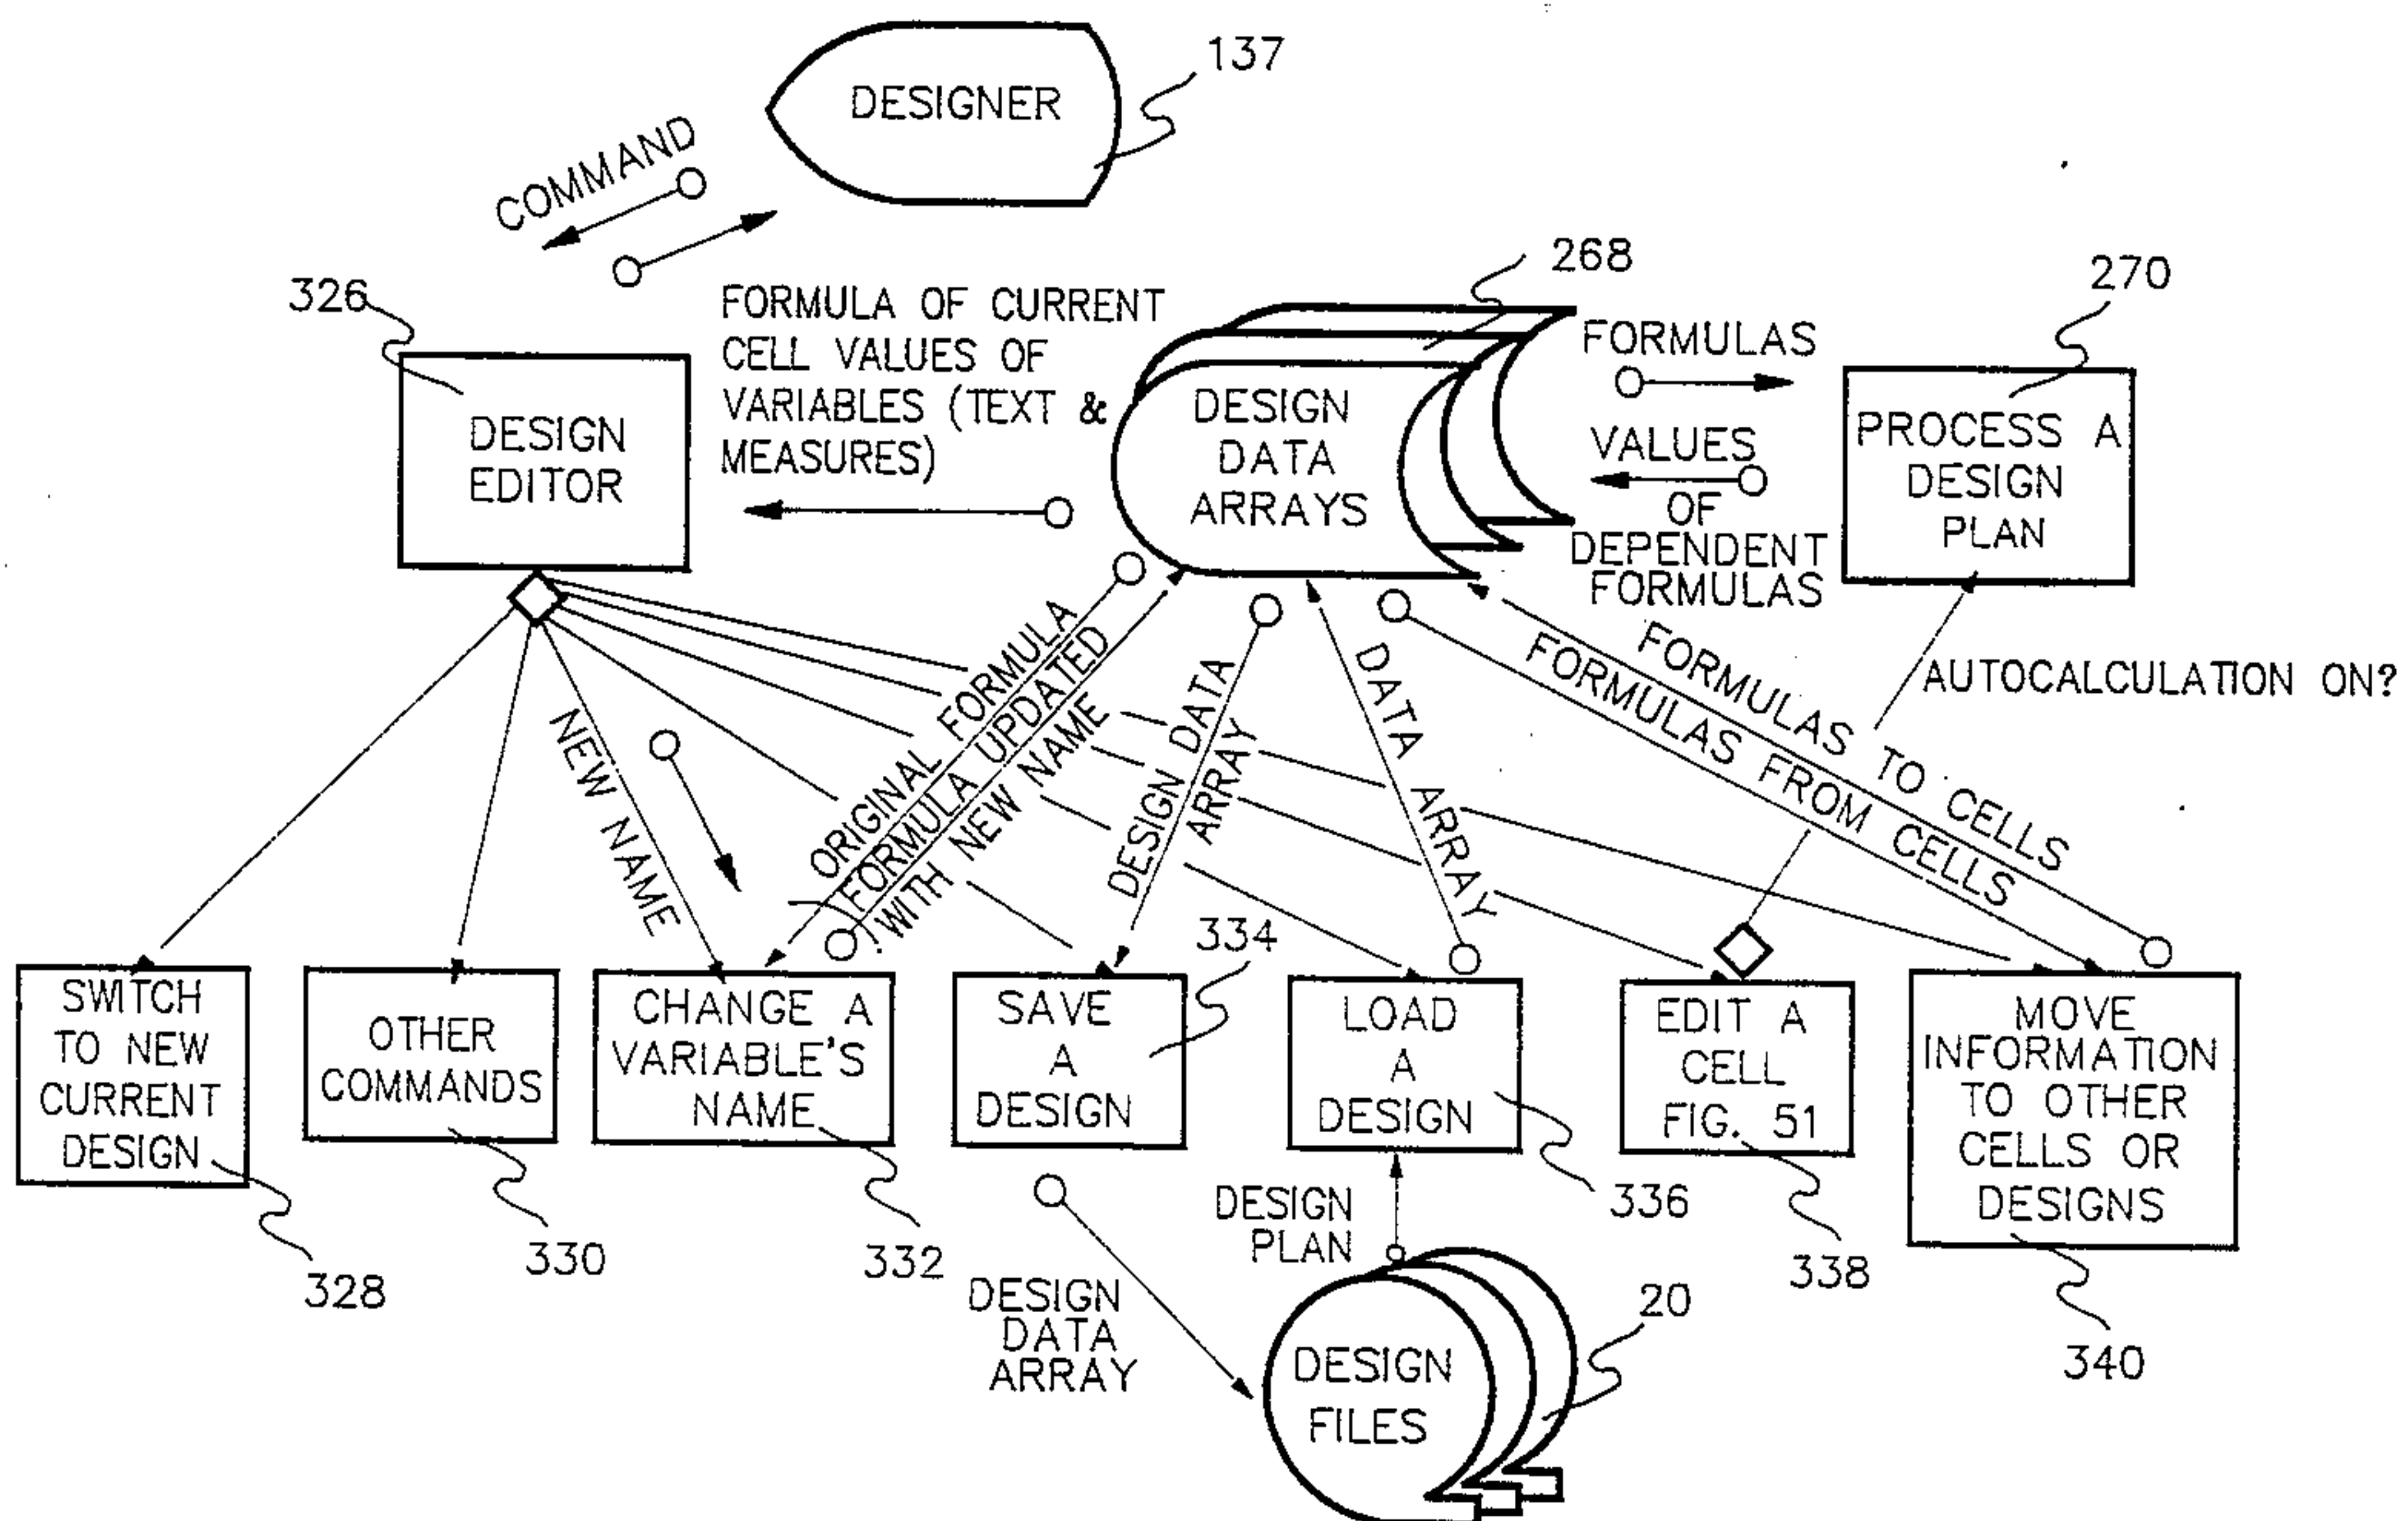 137
DESIGNER
COMMAND
326
FORMULA OF CURRENT
CELL VALUES OF
VARIABLES (TEXT &
MEASURES)
268
270
FORMULAS
DESIGN
EDITOR
DESIGN
DATA
ARRAYS
VALUES
OF
DEPENDENT
FORMULAS
PROCESS A
DESIGN
PLAN
AUTOCALCULATION ON?
NEW NAME
ORIGINAL FORMULA
FORMULA UPDATED
WITH NEW NAME
DESIGN DATA
ARRAY
DATA ARRAY
FORMULAS TO CELLS
FORMULAS FROM CELLS
SWITCH
TO NEW
CURRENT
DESIGN
328
OTHER
COMMANDS
330
CHANGE A
VARIABLE'S
NAME
332
SAVE
A
DESIGN
334
LOAD
A
DESIGN
336
EDIT A
CELL
FIG. 51
338
MOVE
INFORMATION
TO OTHER
CELLS OR
DESIGNS
340
DESIGN
PLAN
DESIGN
DATA
ARRAY
DESIGN
FILES
20